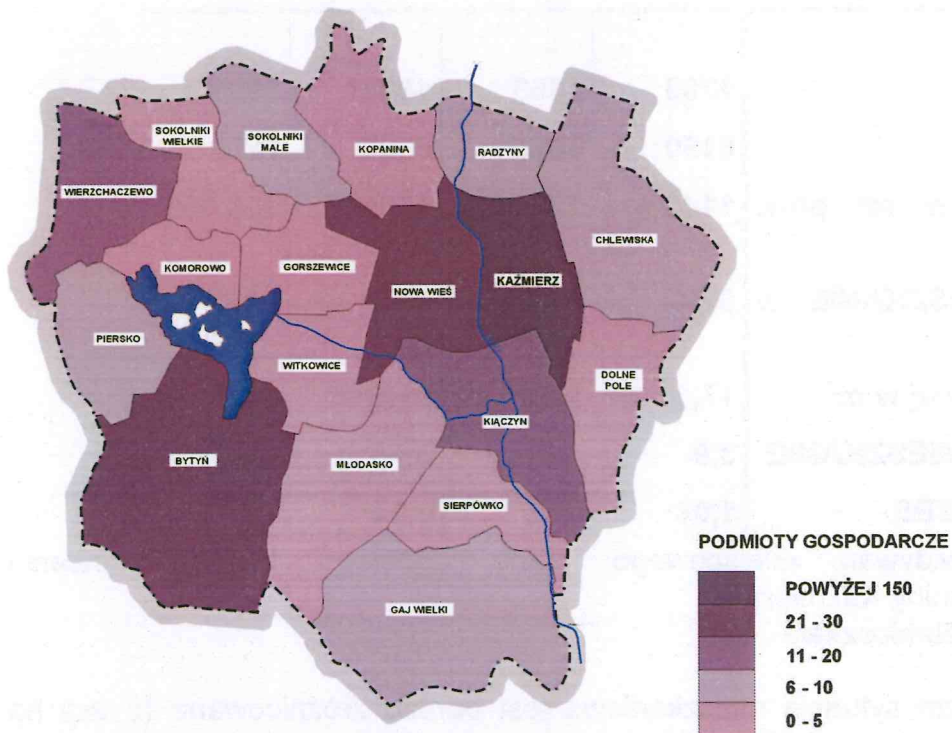 SOKOLNIKI
WIELKIE
SOKOLNIKI
MAŁE
KOPANINA
RADZYNY
WIERZCHACZEWO
CHLEWISKA
KOMOROWO
GORSZEWICE
NOWA WIEŚ
KAŹMIERZ
PIERSKO
WITKOWICE
DOLNE
POLE
KIĄCZYN
BYTYŃ
MŁODASKO
SIERPÓWKO
GAJ WIELKI
PODMIOTY GOSPODARCZE
POWYŻEJ 150
21 - 30
11 - 20
6 - 10
0 - 5